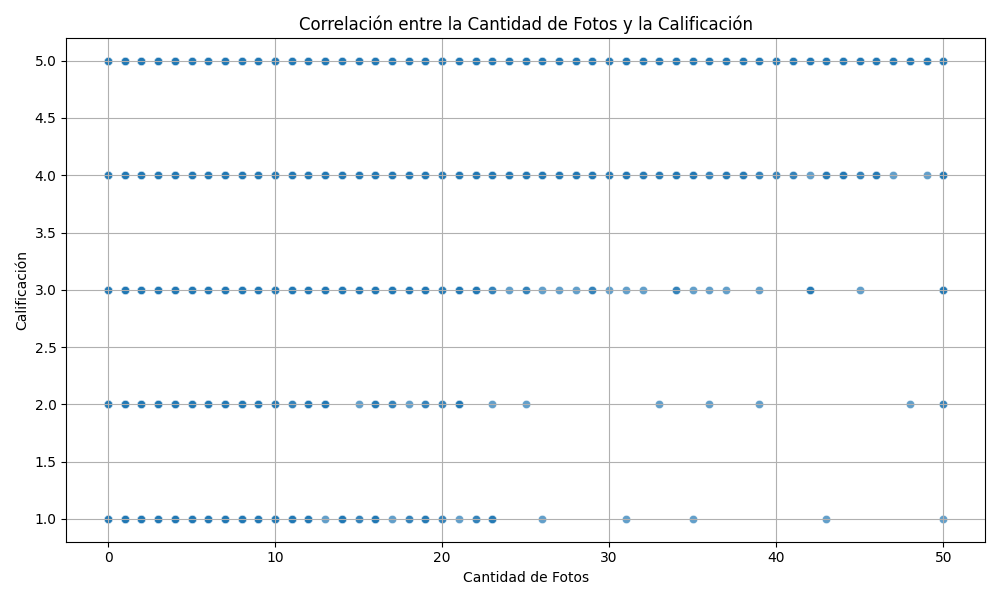 Correlación entre la Cantidad de Fotos y la Calificación
5.0
4.5
4.0
3.5
3.0
2.5
2.0
1.5
1.0
Calificación
0 10 20 30 40 50
Cantidad de Fotos